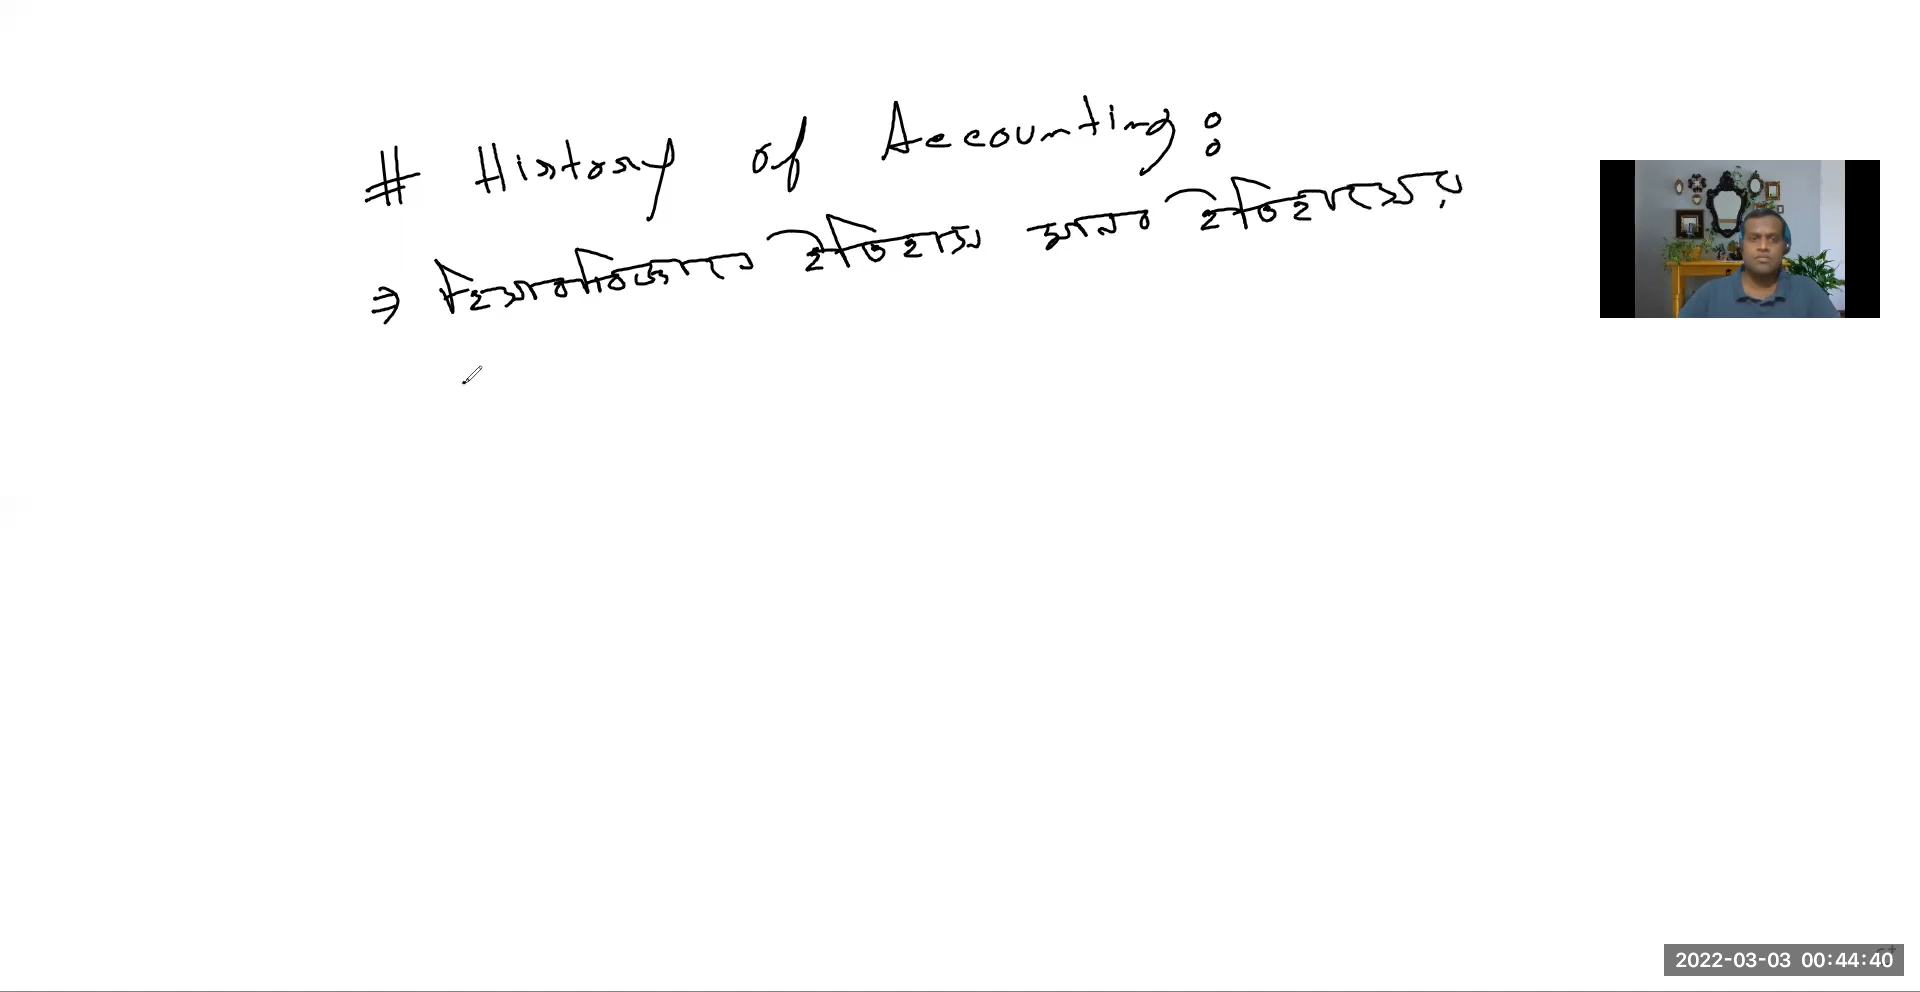 # History of Accounting:
⇒ হিসাববিজ্ঞানের ইতিহাস মানব ইতিহাসের
2022-03-03 00:44:40